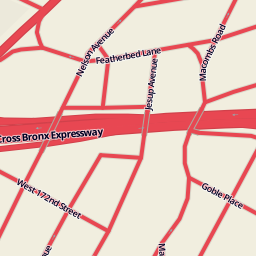 Nelson Avenue
Featherbed Lane
Macombs Road
Jesup Avenue
Cross Bronx Expressway
West 172nd Street
Goble Place